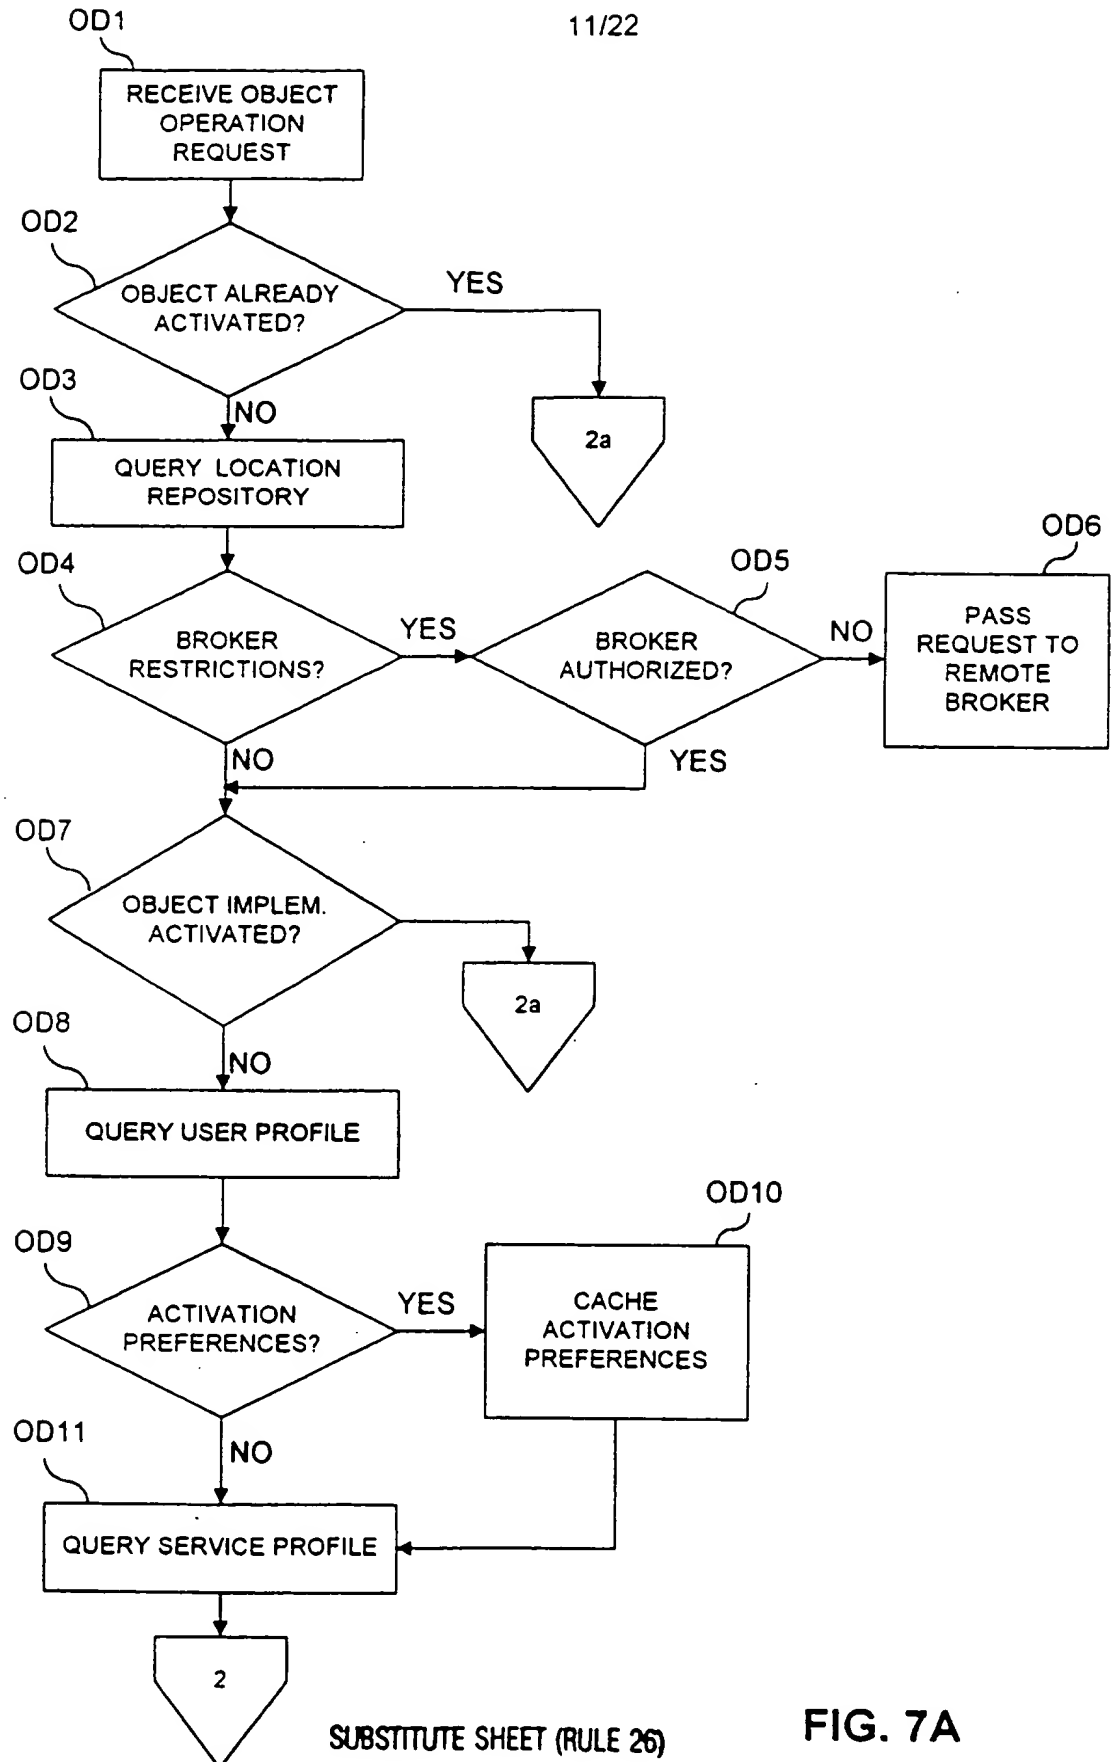 11/22
OD1
RECEIVE OBJECT
OPERATION
REQUEST
OD2
OBJECT ALREADY
ACTIVATED?
YES
2a
NO
OD3
QUERY LOCATION
REPOSITORY
OD4
BROKER
RESTRICTIONS?
YES
OD5
BROKER
AUTHORIZED?
NO
OD6
PASS
REQUEST TO
REMOTE
BROKER
NO
YES
OD7
OBJECT IMPLEM.
ACTIVATED?
2a
NO
OD8
QUERY USER PROFILE
OD9
ACTIVATION
PREFERENCES?
YES
OD10
CACHE
ACTIVATION
PREFERENCES
NO
OD11
QUERY SERVICE PROFILE
2
SUBSTITUTE SHEET (RULE 26)
FIG. 7A